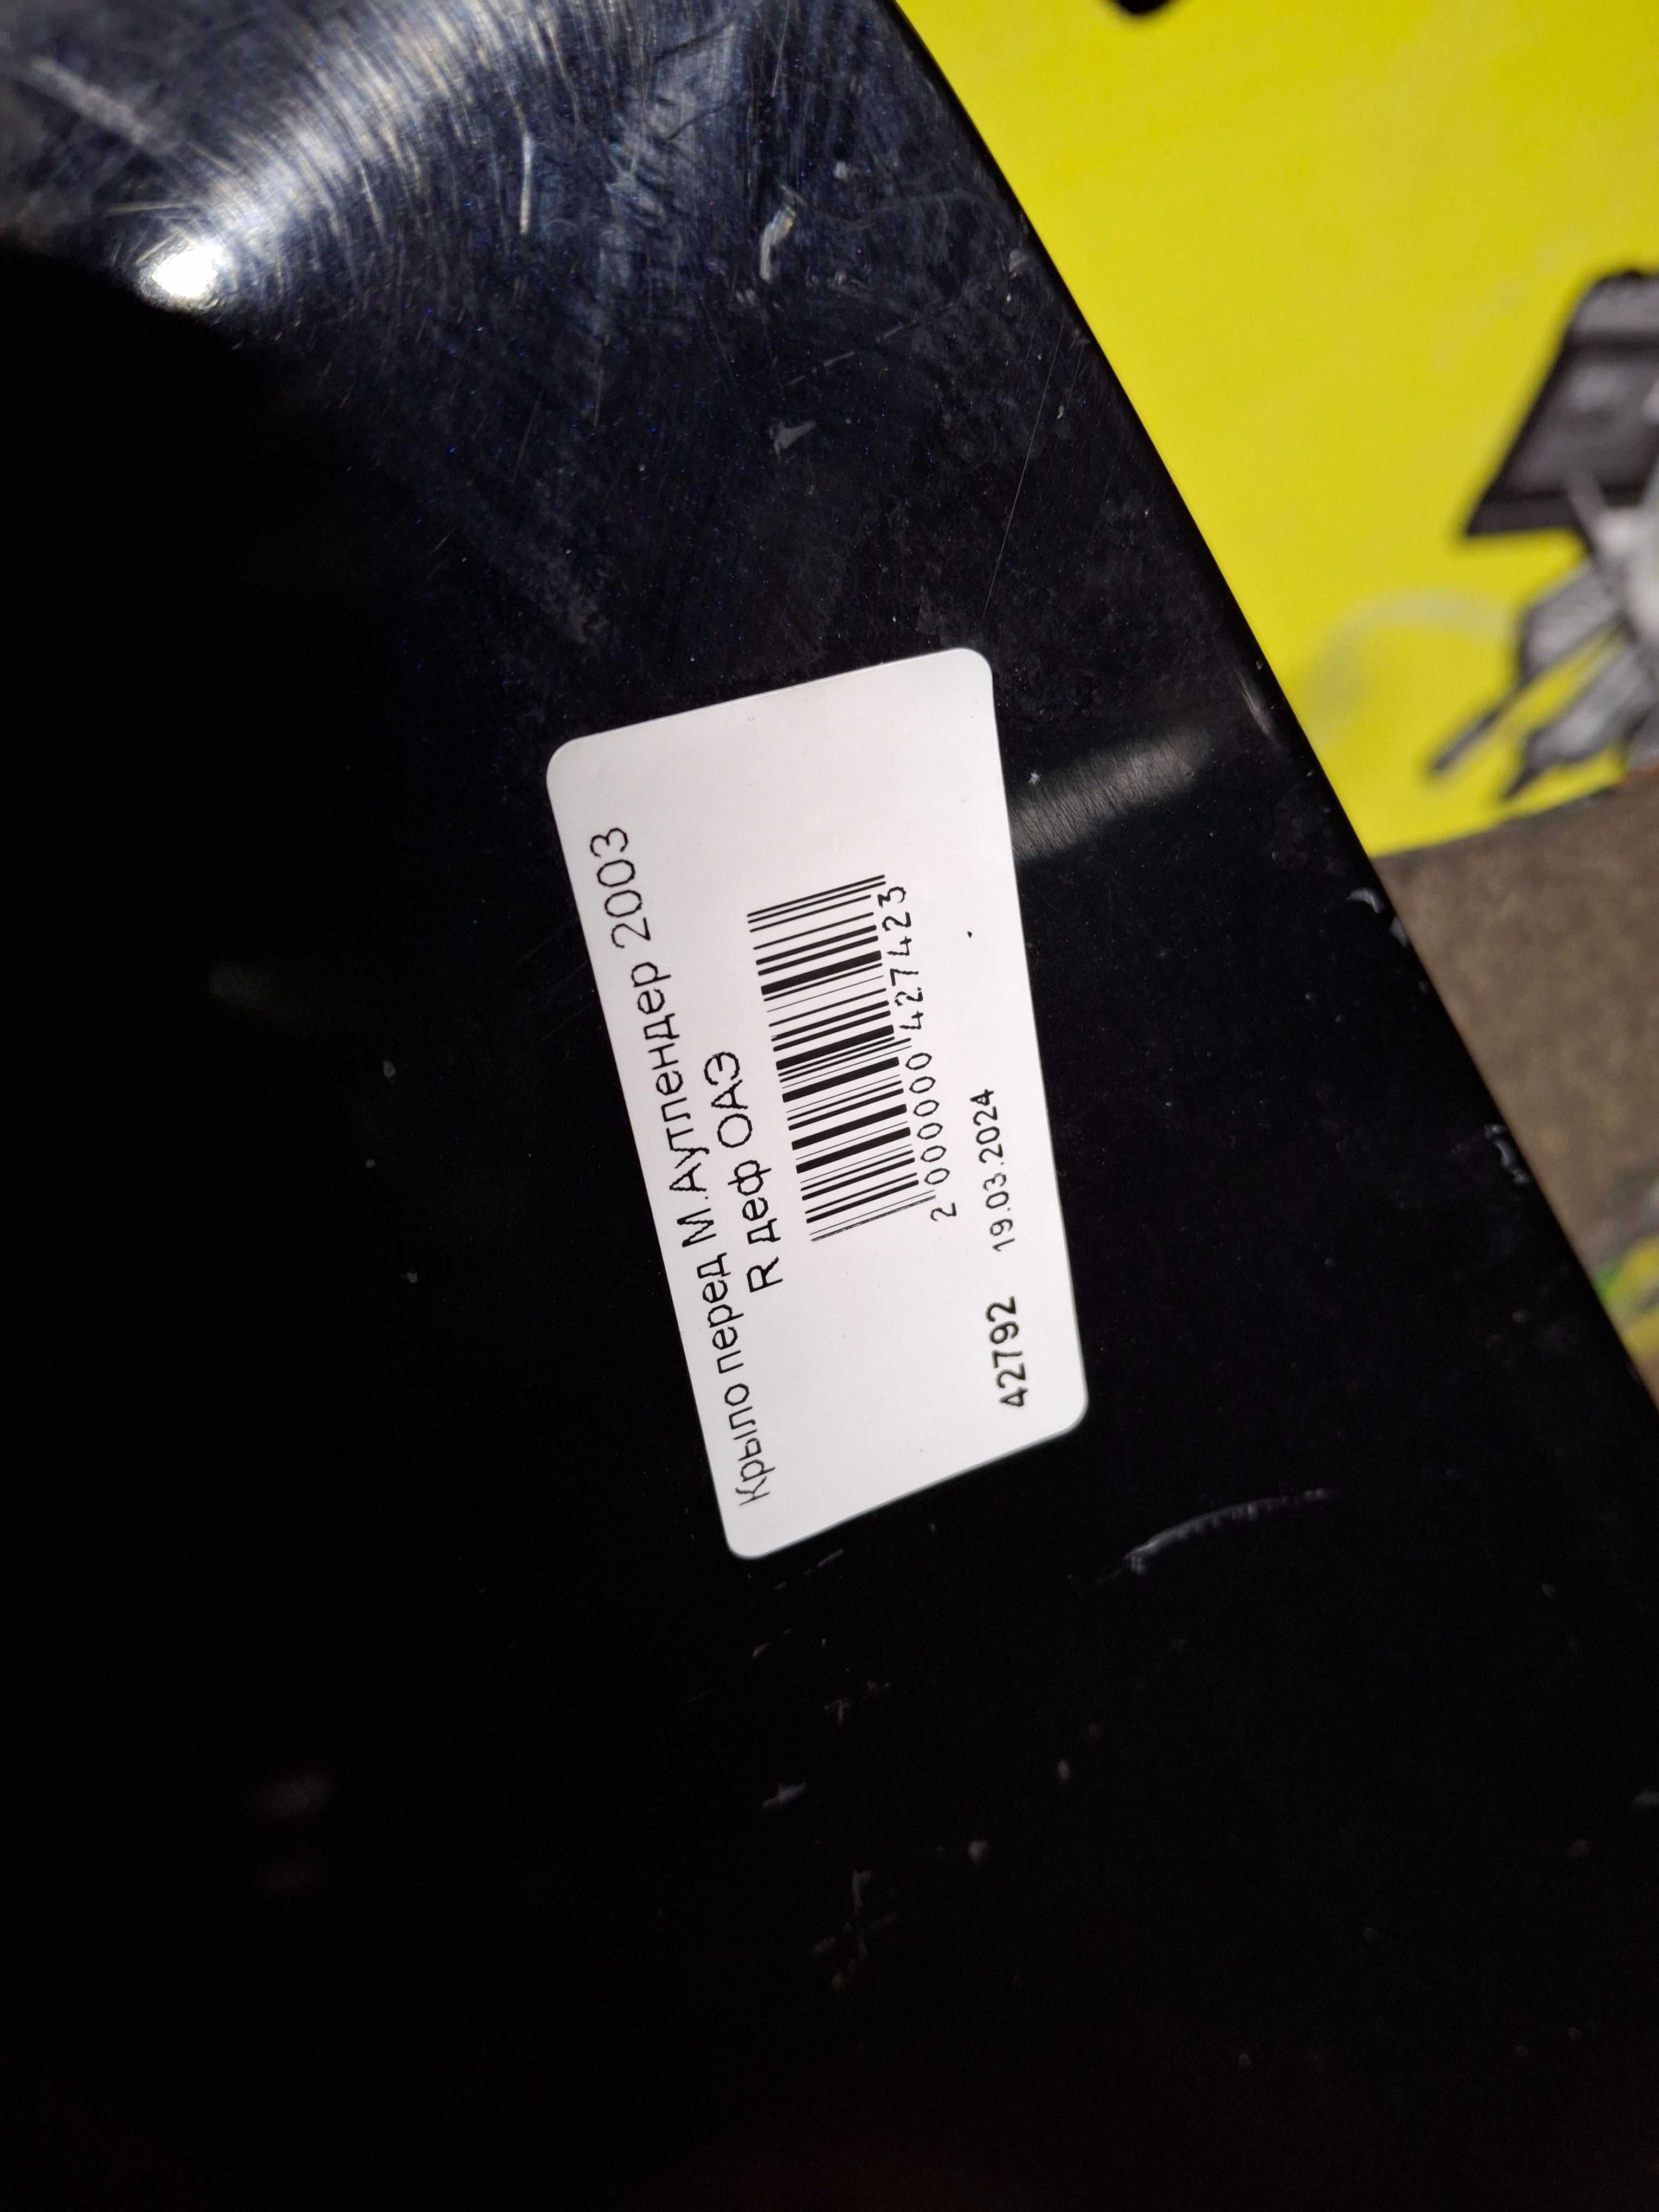 Крыло перед М.Аутлендер 2003
R деф ОАЭ
2 000000 427423
42792 19.03.2024